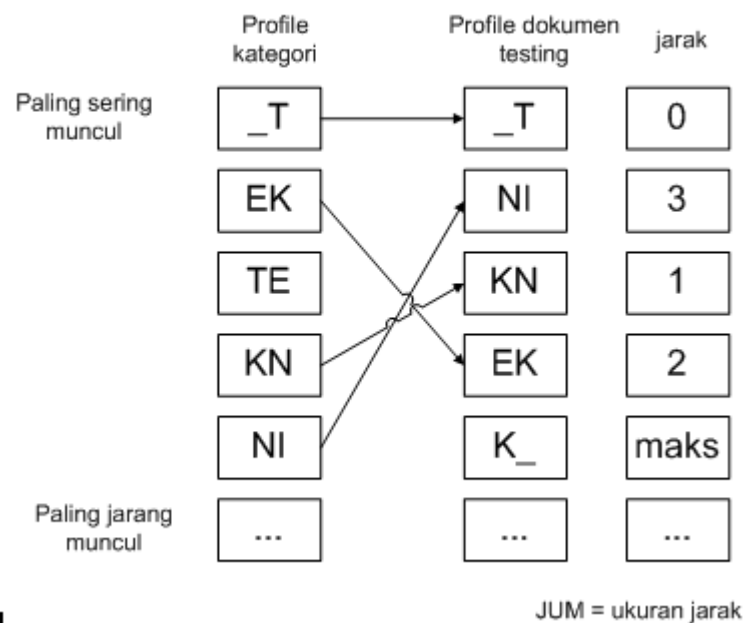 Profile
kategori
Profile dokumen
testing
jarak
Paling sering
muncul
_T
_T
0
EK
NI
3
TE
KN
1
KN
EK
2
NI
K_
maks
Paling jarang
muncul
...
...
...
JUM = ukuran jarak